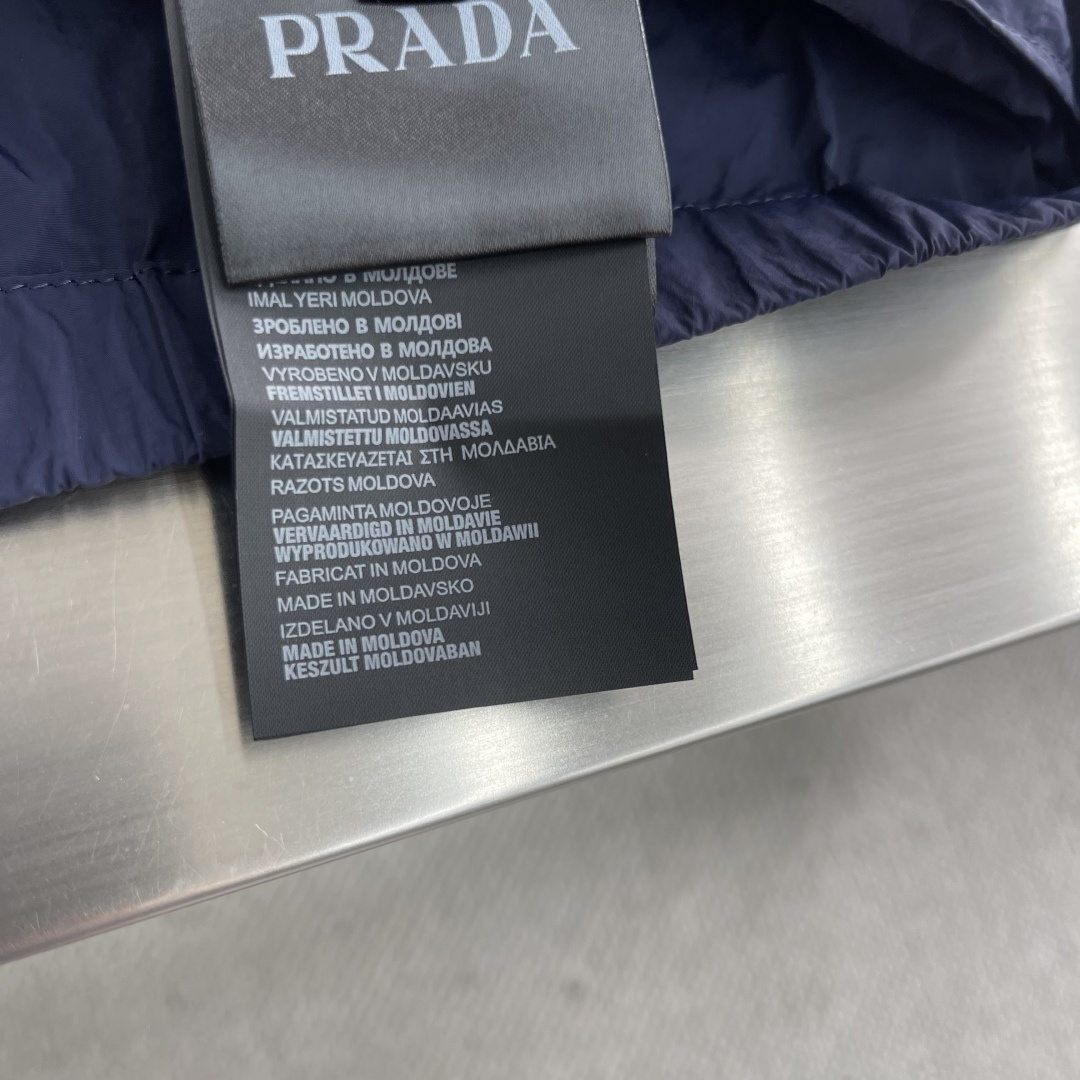 PRADA
В МОЛДОВЕ
IMAL YERI MOLDOVA
ЗРОБЛЕНО В МОЛДОВІ
ИЗРАБОТЕНО В МОЛДОВА
VYROBENO V MOLDAVSKU
FREMSTILLET I MOLDOVIEN
VALMISTATUD MOLDAAVIAS
VALMISTETTU MOLDOVASSA
ΚΑΤΑΣΚΕΥΑΖΕΤΑΙ ΣΤΗ ΜΟΛΔΑΒΙΑ
RAZOTS MOLDOVA
PAGAMINTA MOLDOVOJE
VERVAARDIGD IN MOLDAVIE
WYPRODUKOWANO W MOLDAWII
FABRICAT IN MOLDOVA
MADE IN MOLDAVSKO
IZDELANO V MOLDAVIJI
MADE IN MOLDOVA
KESZULT MOLDOVABAN